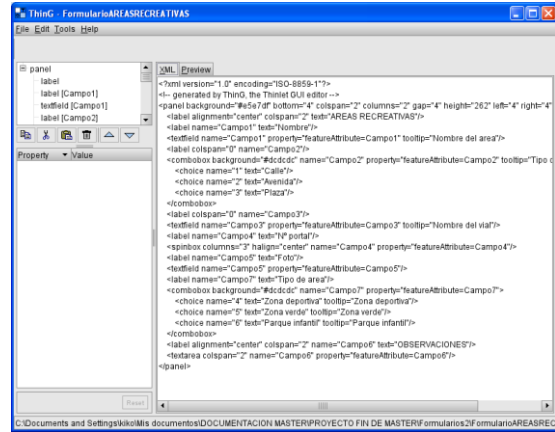 ThinG - FormularioAREASRECREATIVAS
File Edit Tools Help
panel
label
label [Campo1]
textfield [Campo1]
label [Campo2]
Property Value
Reset
XML Preview
<?xml version="1.0" encoding="ISO-8859-1"?>
<!-- generated by ThinG, the Thinlet GUI editor -->
<panel background="#e5e7df" bottom="4" colspan="2" columns="2" gap="4" height="262" left="4" right="4"
<label alignment="center" colspan="2" text="AREAS RECREATIVAS"/>
<label name="Campo1" text="Nombre"/>
<textfield name="Campo1" property="featureAttribute=Campo1" tooltip="Nombre del area"/>
<label colspan="0" name="Campo2"/>
<combobox background="#dcdcdc" name="Campo2" property="featureAttribute=Campo2" tooltip="Tipo d
<choice name="1" text="Calle"/>
<choice name="2" text="Avenida"/>
<choice name="3" text="Plaza"/>
</combobox>
<label colspan="0" name="Campo3"/>
<textfield name="Campo3" property="featureAttribute=Campo3" tooltip="Nombre del vial"/>
<label name="Campo4" text="Nº portal"/>
<spinbox columns="3" halign="center" name="Campo4" property="featureAttribute=Campo4"/>
<label name="Campo5" text="Foto"/>
<textfield name="Campo5" property="featureAttribute=Campo5"/>
<label name="Campo7" text="Tipo de area"/>
<combobox background="#dcdcdc" name="Campo7" property="featureAttribute=Campo7">
<choice name="4" text="Zona deportiva" tooltip="Zona deportiva"/>
<choice name="5" text="Zona verde" tooltip="Zona verde"/>
<choice name="6" text="Parque infantil" tooltip="Parque infantil"/>
</combobox>
<label alignment="center" colspan="2" name="Campo6" text="OBSERVACIONES"/>
<textarea colspan="2" name="Campo6" property="featureAttribute=Campo6"/>
</panel>
C:\Documents and Settings\kiko\Mis documentos\DOCUMENTACION MASTER\PROYECTO FIN DE MASTER\Formularios2\FormularioAREASREC